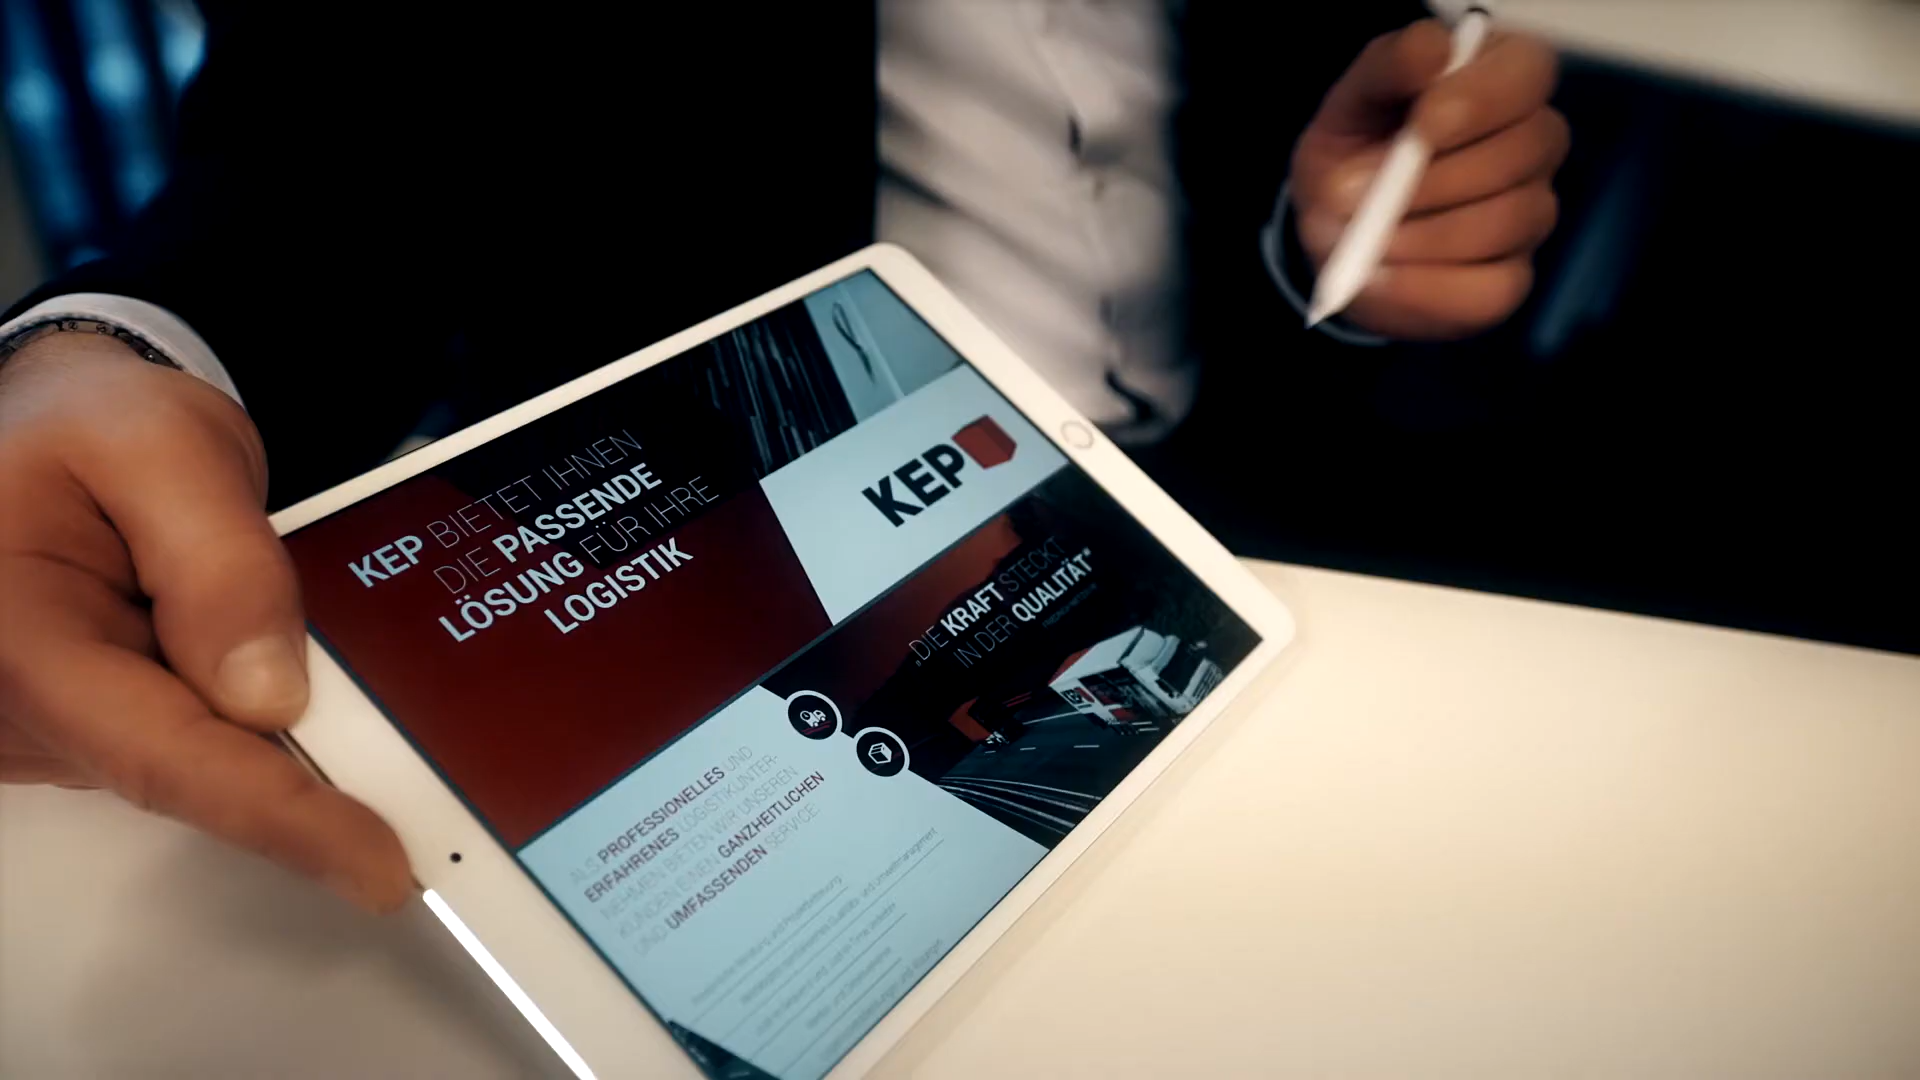 KEP BIETET IHNEN
DIE PASSENDE
LÖSUNG FÜR IHRE
LOGISTIK
KEP
„DIE KRAFT STECKT
IN DER QUALITÄT“
ALS PROFESSIONELLES UND
ERFAHRENES LOGISTIKUNTER-
NEHMEN BIETEN WIR UNSEREN
KUNDEN EINEN GANZHEITLICHEN
UND UMFASSENDEN SERVICE